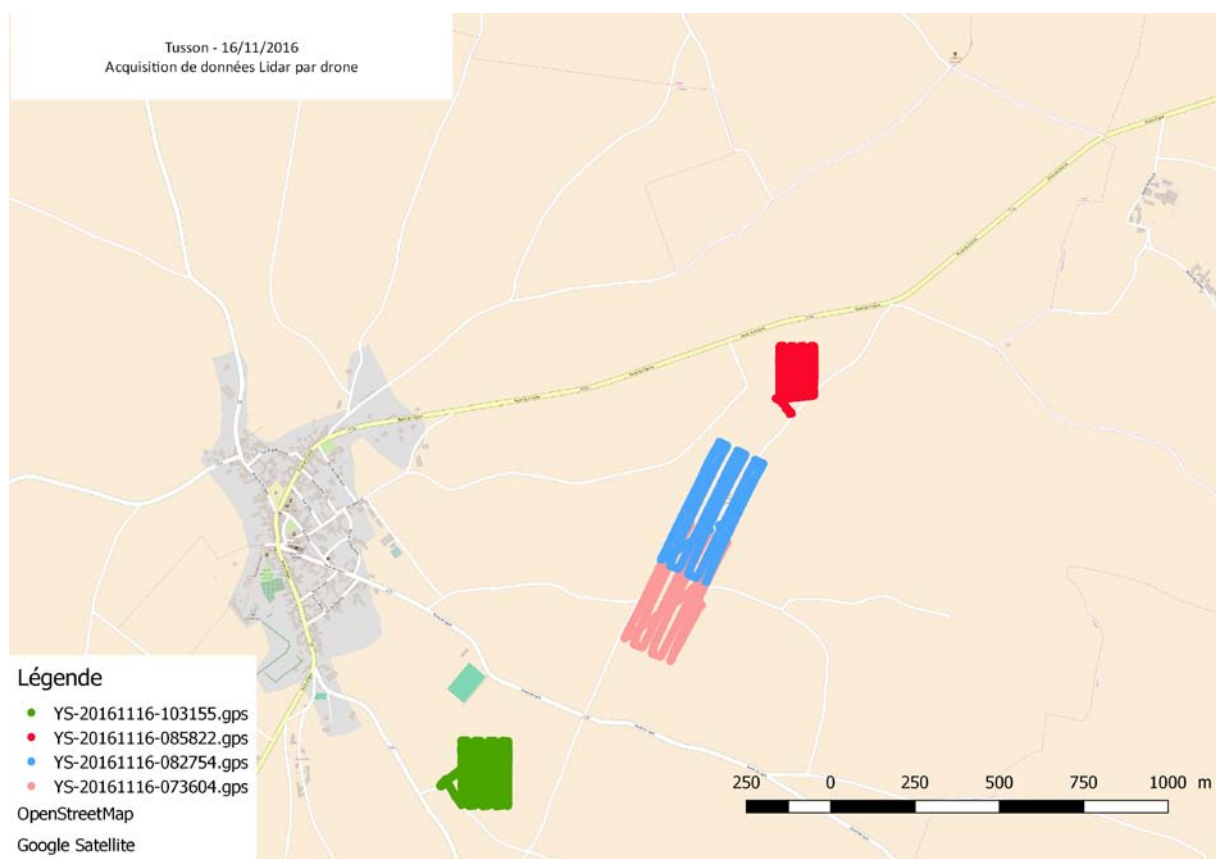 Tusson - 16/11/2016
Acquisition de données Lidar par drone
Légende
YS-20161116-103155.gps
YS-20161116-085822.gps
YS-20161116-082754.gps
YS-20161116-073604.gps
OpenStreetMap
Google Satellite
250 0 250 500 750 1000 m